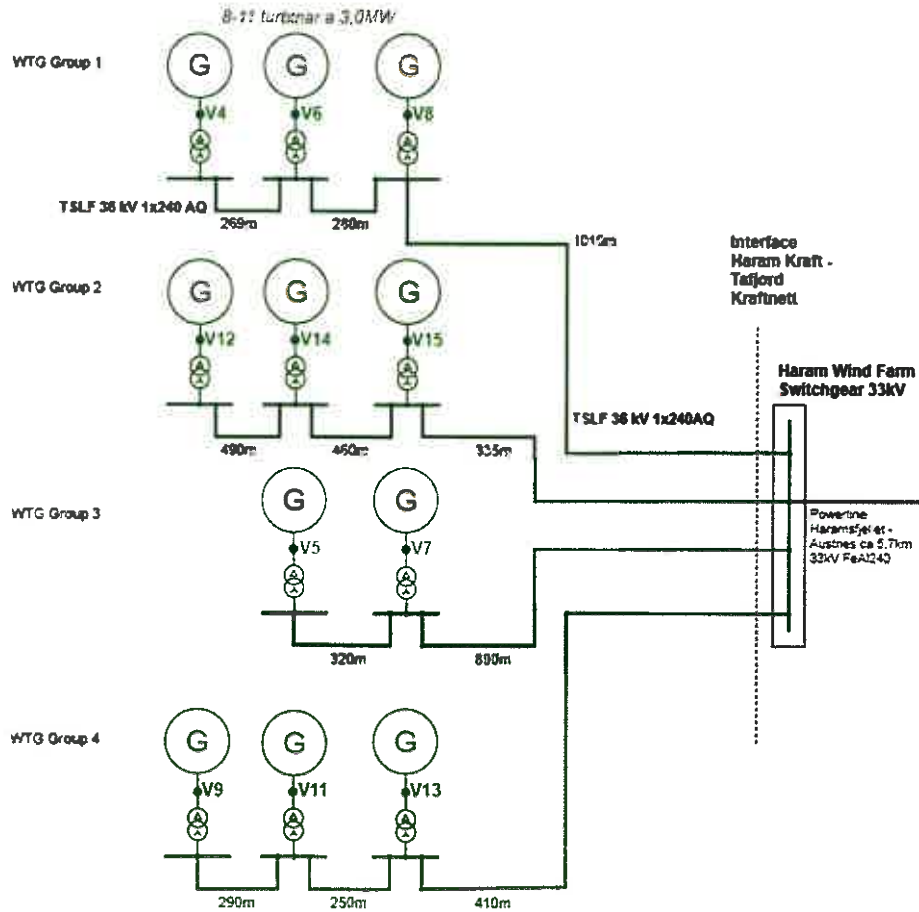 8-11 turbinar a 3,0MW
WTG Group 1
G
G
G
V4
V6
V8
TSLF 36 kV 1x240 AQ
269m
280m
1015m
Interface
Haram Kraft -
Tafjord
Kraftnett
WTG Group 2
G
G
G
V12
V14
V15
Haram Wind Farm
Switchgear 33kV
TSLF 36 kV 1x240AQ
490m
460m
335m
WTG Group 3
G
G
V5
V7
Powerline
Haramsfjellet -
Austnes ca 5,7km
33kV FeAl240
320m
890m
WTG Group 4
G
G
G
V9
V11
V13
290m
250m
410m